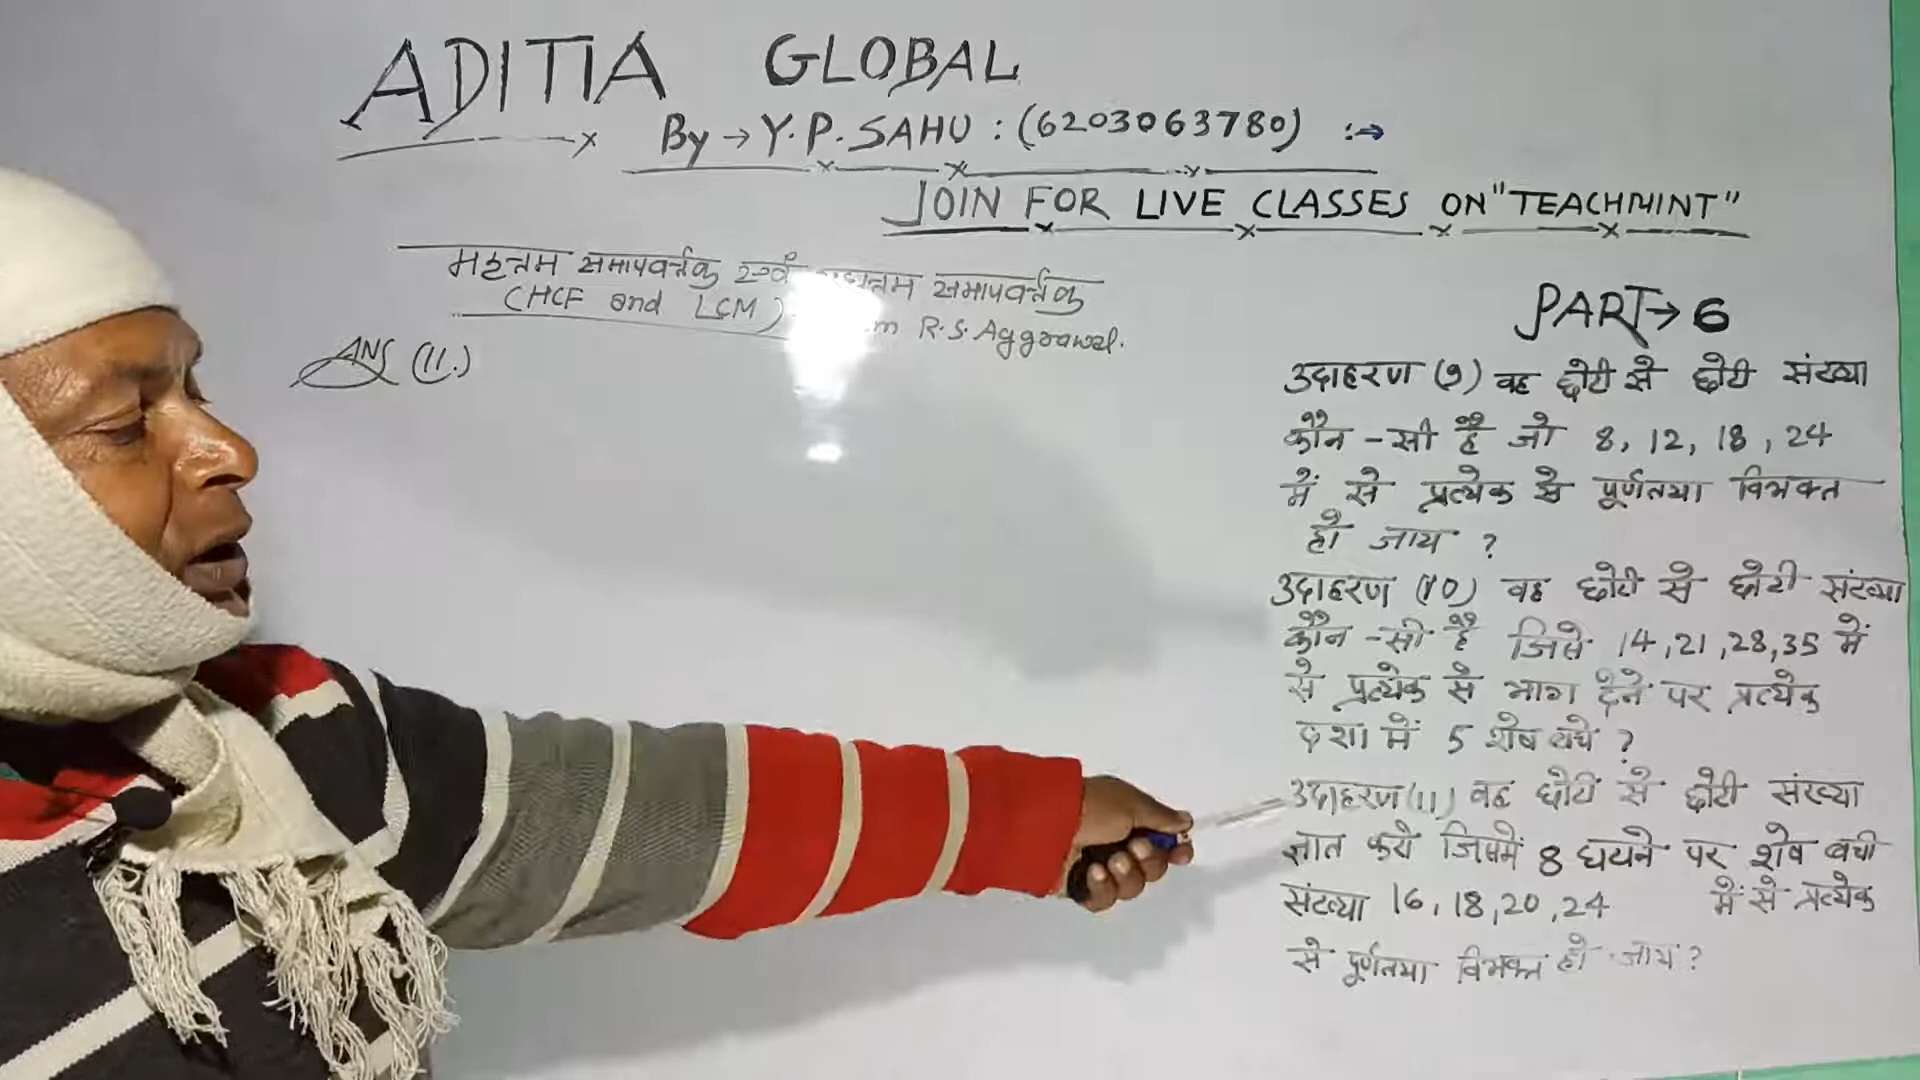 ADITIA GLOBAL
By → Y.P. SAHU : (6203063780) :→
JOIN FOR LIVE CLASSES ON "TEACHMINT"
महत्तम समापवर्त्तक एवं समापवर्त्तक
(HCF and LCM) R.S. Aggrawal.
ANS (11.)
PART→ 6
उदाहरण (9) वह छोटी से छोटी संख्या
कौन - सी है जो 8, 12, 18, 24
में से प्रत्येक से पूर्णतया विभक्त
हो जाय ?
उदाहरण (10) वह छोटी से छोटी संख्या
कौन - सी है जिसे 14, 21, 28, 35 में
से प्रत्येक से भाग देने पर प्रत्येक
दशा में 5 शेष बचे ?
उदाहरण (11) वह छोटी से छोटी संख्या
ज्ञात करो जिसमें 8 घटाने पर शेष बची
संख्या 16, 18, 20, 24 में से प्रत्येक
से पूर्णतया विभक्त हो जाय ?